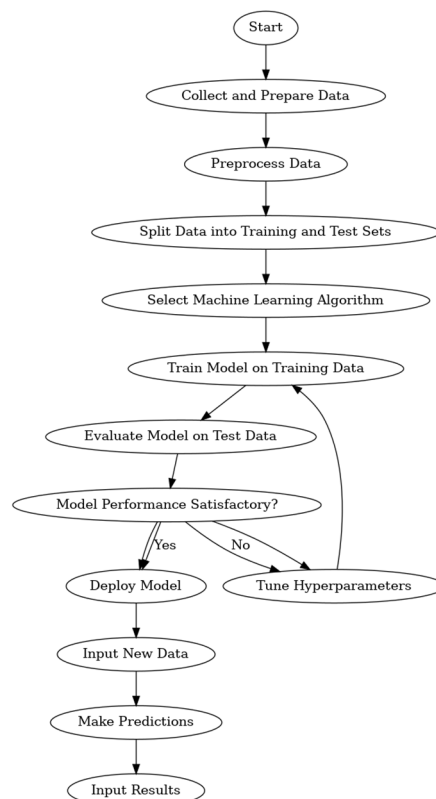 Start
Collect and Prepare Data
Preprocess Data
Split Data into Training and Test Sets
Select Machine Learning Algorithm
Train Model on Training Data
Evaluate Model on Test Data
Model Performance Satisfactory?
Yes
No
Deploy Model
Tune Hyperparameters
Input New Data
Make Predictions
Input Results